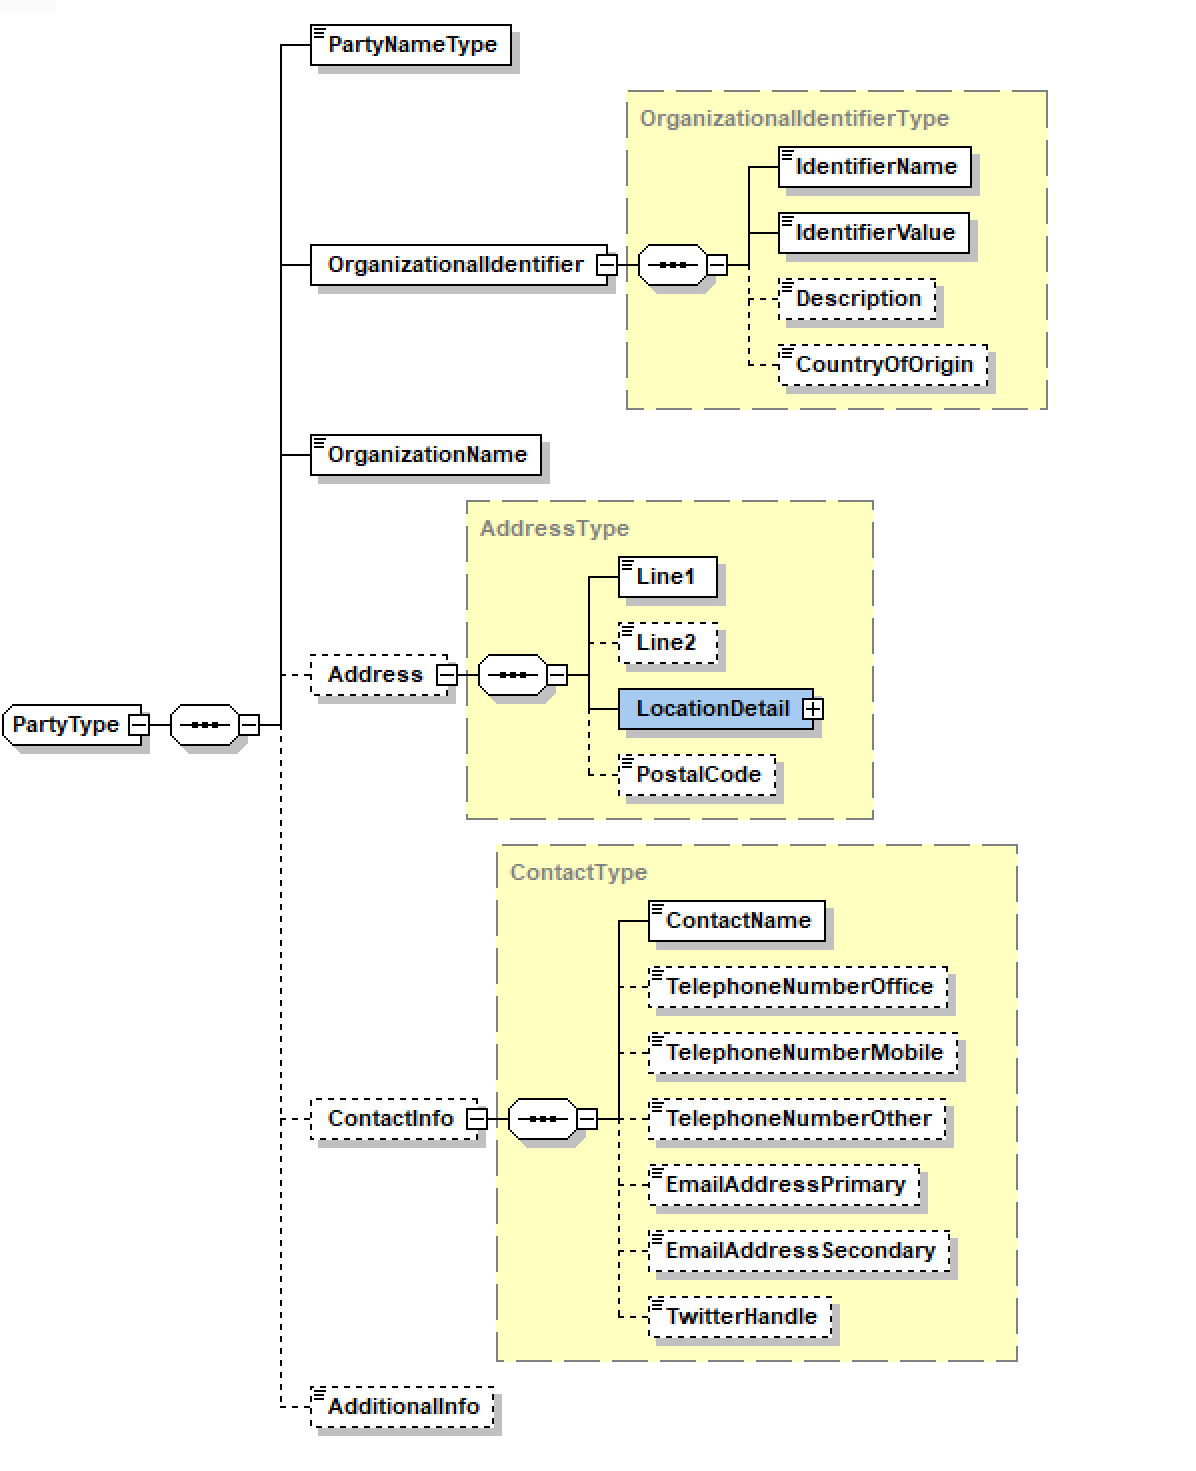 PartyNameType
OrganizationalIdentifierType
IdentifierName
IdentifierValue
OrganizationalIdentifier
Description
CountryOfOrigin
OrganizationName
AddressType
Line1
Line2
Address
LocationDetail
PartyType
PostalCode
ContactType
ContactName
TelephoneNumberOffice
TelephoneNumberMobile
ContactInfo
TelephoneNumberOther
EmailAddressPrimary
EmailAddressSecondary
TwitterHandle
AdditionalInfo